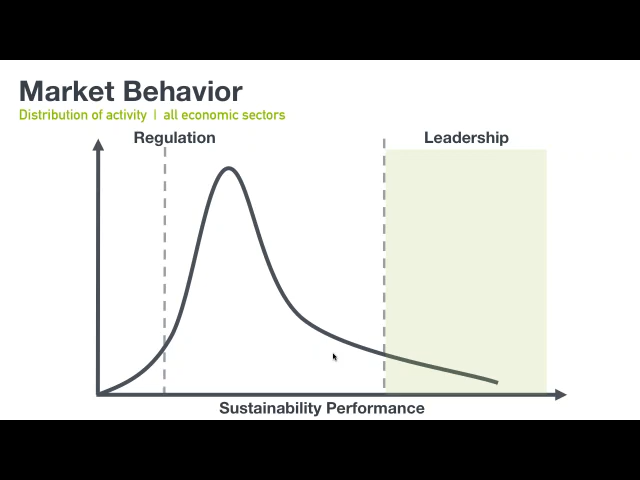 Market Behavior
Distribution of activity | all economic sectors
Regulation
Leadership
Sustainability Performance